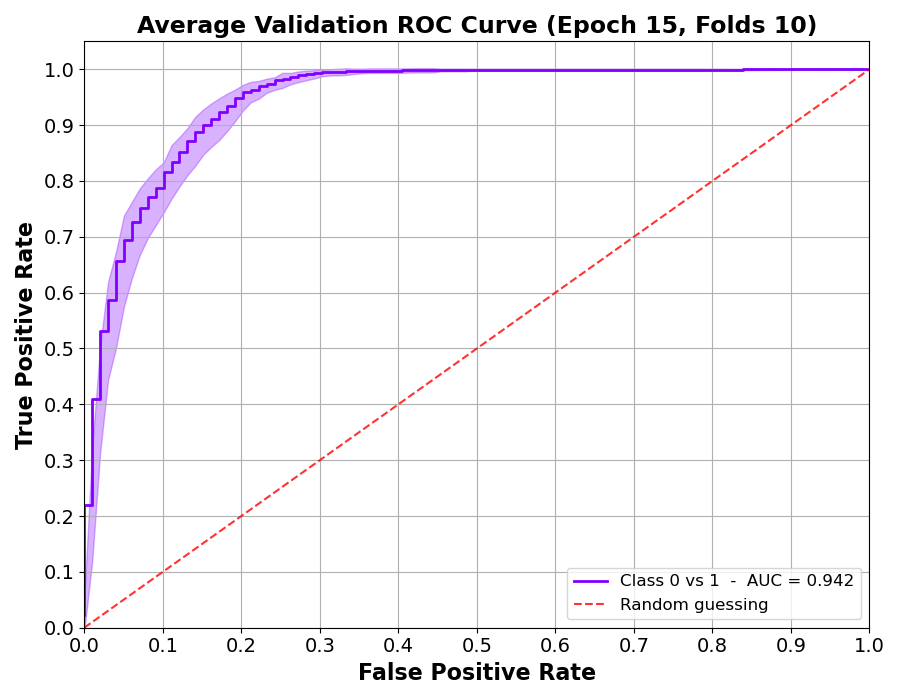 Average Validation ROC Curve (Epoch 15, Folds 10)
True Positive Rate
1.0
0.9
0.8
0.7
0.6
0.5
0.4
0.3
0.2
0.1
0.0
Class 0 vs 1 - AUC = 0.942
Random guessing
0.0 0.1 0.2 0.3 0.4 0.5 0.6 0.7 0.8 0.9 1.0
False Positive Rate